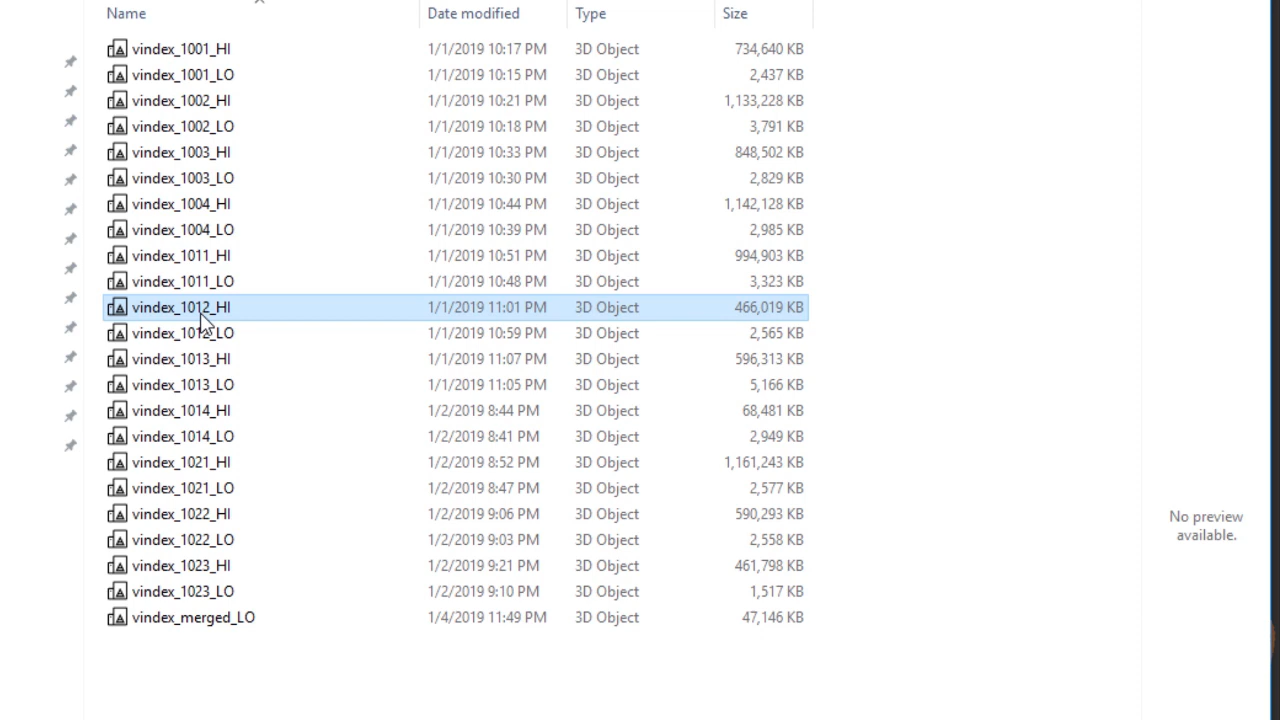 Name Date modified Type Size
vindex_1001_HI 1/1/2019 10:17 PM 3D Object 734,640 KB
vindex_1001_LO 1/1/2019 10:15 PM 3D Object 2,437 KB
vindex_1002_HI 1/1/2019 10:21 PM 3D Object 1,133,228 KB
vindex_1002_LO 1/1/2019 10:18 PM 3D Object 3,791 KB
vindex_1003_HI 1/1/2019 10:33 PM 3D Object 848,502 KB
vindex_1003_LO 1/1/2019 10:30 PM 3D Object 2,829 KB
vindex_1004_HI 1/1/2019 10:44 PM 3D Object 1,142,128 KB
vindex_1004_LO 1/1/2019 10:39 PM 3D Object 2,985 KB
vindex_1011_HI 1/1/2019 10:51 PM 3D Object 994,903 KB
vindex_1011_LO 1/1/2019 10:48 PM 3D Object 3,323 KB
vindex_1012_HI 1/1/2019 11:01 PM 3D Object 466,019 KB
vindex_1012_LO 1/1/2019 10:59 PM 3D Object 2,565 KB
vindex_1013_HI 1/1/2019 11:07 PM 3D Object 596,313 KB
vindex_1013_LO 1/1/2019 11:05 PM 3D Object 5,166 KB
vindex_1014_HI 1/2/2019 8:44 PM 3D Object 68,481 KB
vindex_1014_LO 1/2/2019 8:41 PM 3D Object 2,949 KB
vindex_1021_HI 1/2/2019 8:52 PM 3D Object 1,161,243 KB
vindex_1021_LO 1/2/2019 8:47 PM 3D Object 2,577 KB
vindex_1022_HI 1/2/2019 9:06 PM 3D Object 590,293 KB
vindex_1022_LO 1/2/2019 9:03 PM 3D Object 2,558 KB
vindex_1023_HI 1/2/2019 9:21 PM 3D Object 461,798 KB
vindex_1023_LO 1/2/2019 9:10 PM 3D Object 1,517 KB
vindex_merged_LO 1/4/2019 11:49 PM 3D Object 47,146 KB
No preview
available.